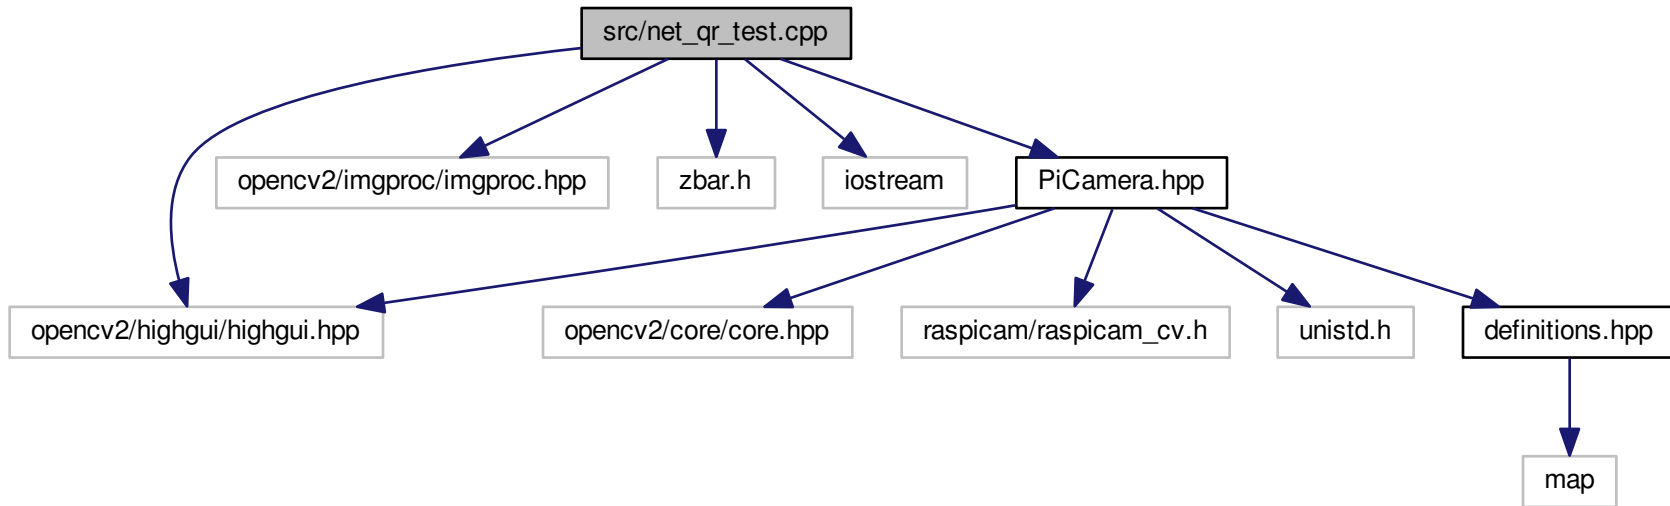 src/net_qr_test.cpp
opencv2/imgproc/imgproc.hpp
zbar.h
iostream
PiCamera.hpp
opencv2/highgui/highgui.hpp
opencv2/core/core.hpp
raspicam/raspicam_cv.h
unistd.h
definitions.hpp
map